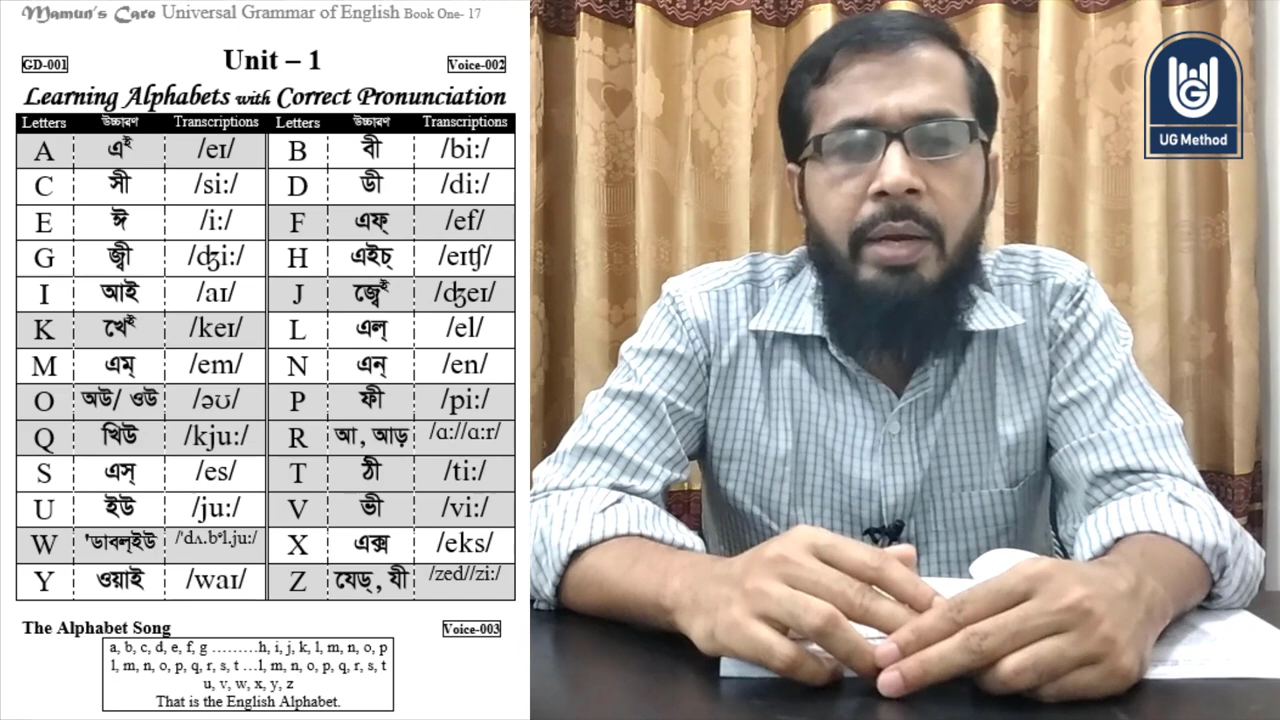 Mamun's Care Universal Grammar of English Book One- 17
GD-001 Unit – 1 Voice-002
Learning Alphabets with Correct Pronunciation
Letters উচ্চারণ Transcriptions Letters উচ্চারণ Transcriptions
A এই /eɪ/ B বী /bi:/
C সী /si:/ D ডী /di:/
E ঈ /i:/ F এফ্ /ef/
G জ্বী /ʤi:/ H এইচ্ /eɪʧ/
I আই /aɪ/ J জ্বেই /ʤeɪ/
K খেই /keɪ/ L এল্ /el/
M এম্ /em/ N এন্ /en/
O অউ/ ওউ /əʊ/ P ফী /pi:/
Q খিউ /kju:/ R আ, আড় /ɑ://ɑ:r/
S এস্ /es/ T ঠী /ti:/
U ইউ /ju:/ V ভী /vi:/
W 'ডাবল্ইউ /'dʌ.bᵊl.ju:/ X এক্স /eks/
Y ওয়াই /waɪ/ Z যেড্, যী /zed//zi:/
The Alphabet Song Voice-003
a, b, c, d, e, f, g .........h, i, j, k, l, m, n, o, p
l, m, n, o, p, q, r, s, t ...l, m, n, o, p, q, r, s, t
u, v, w, x, y, z
That is the English Alphabet.
UG
UG Method